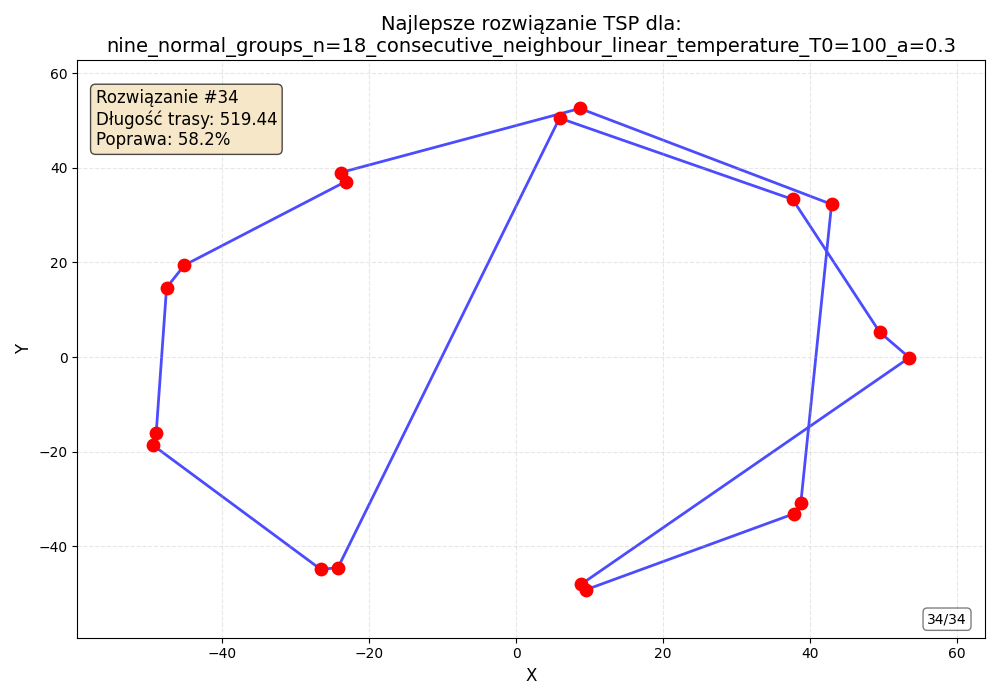 Najlepsze rozwiązanie TSP dla:
nine_normal_groups_n=18_consecutive_neighbour_linear_temperature_T0=100_a=0.3
Rozwiązanie #34
Długość trasy: 519.44
Poprawa: 58.2%
60
40
20
0
−20
−40
Y
34/34
−40
−20
0
20
40
60
X